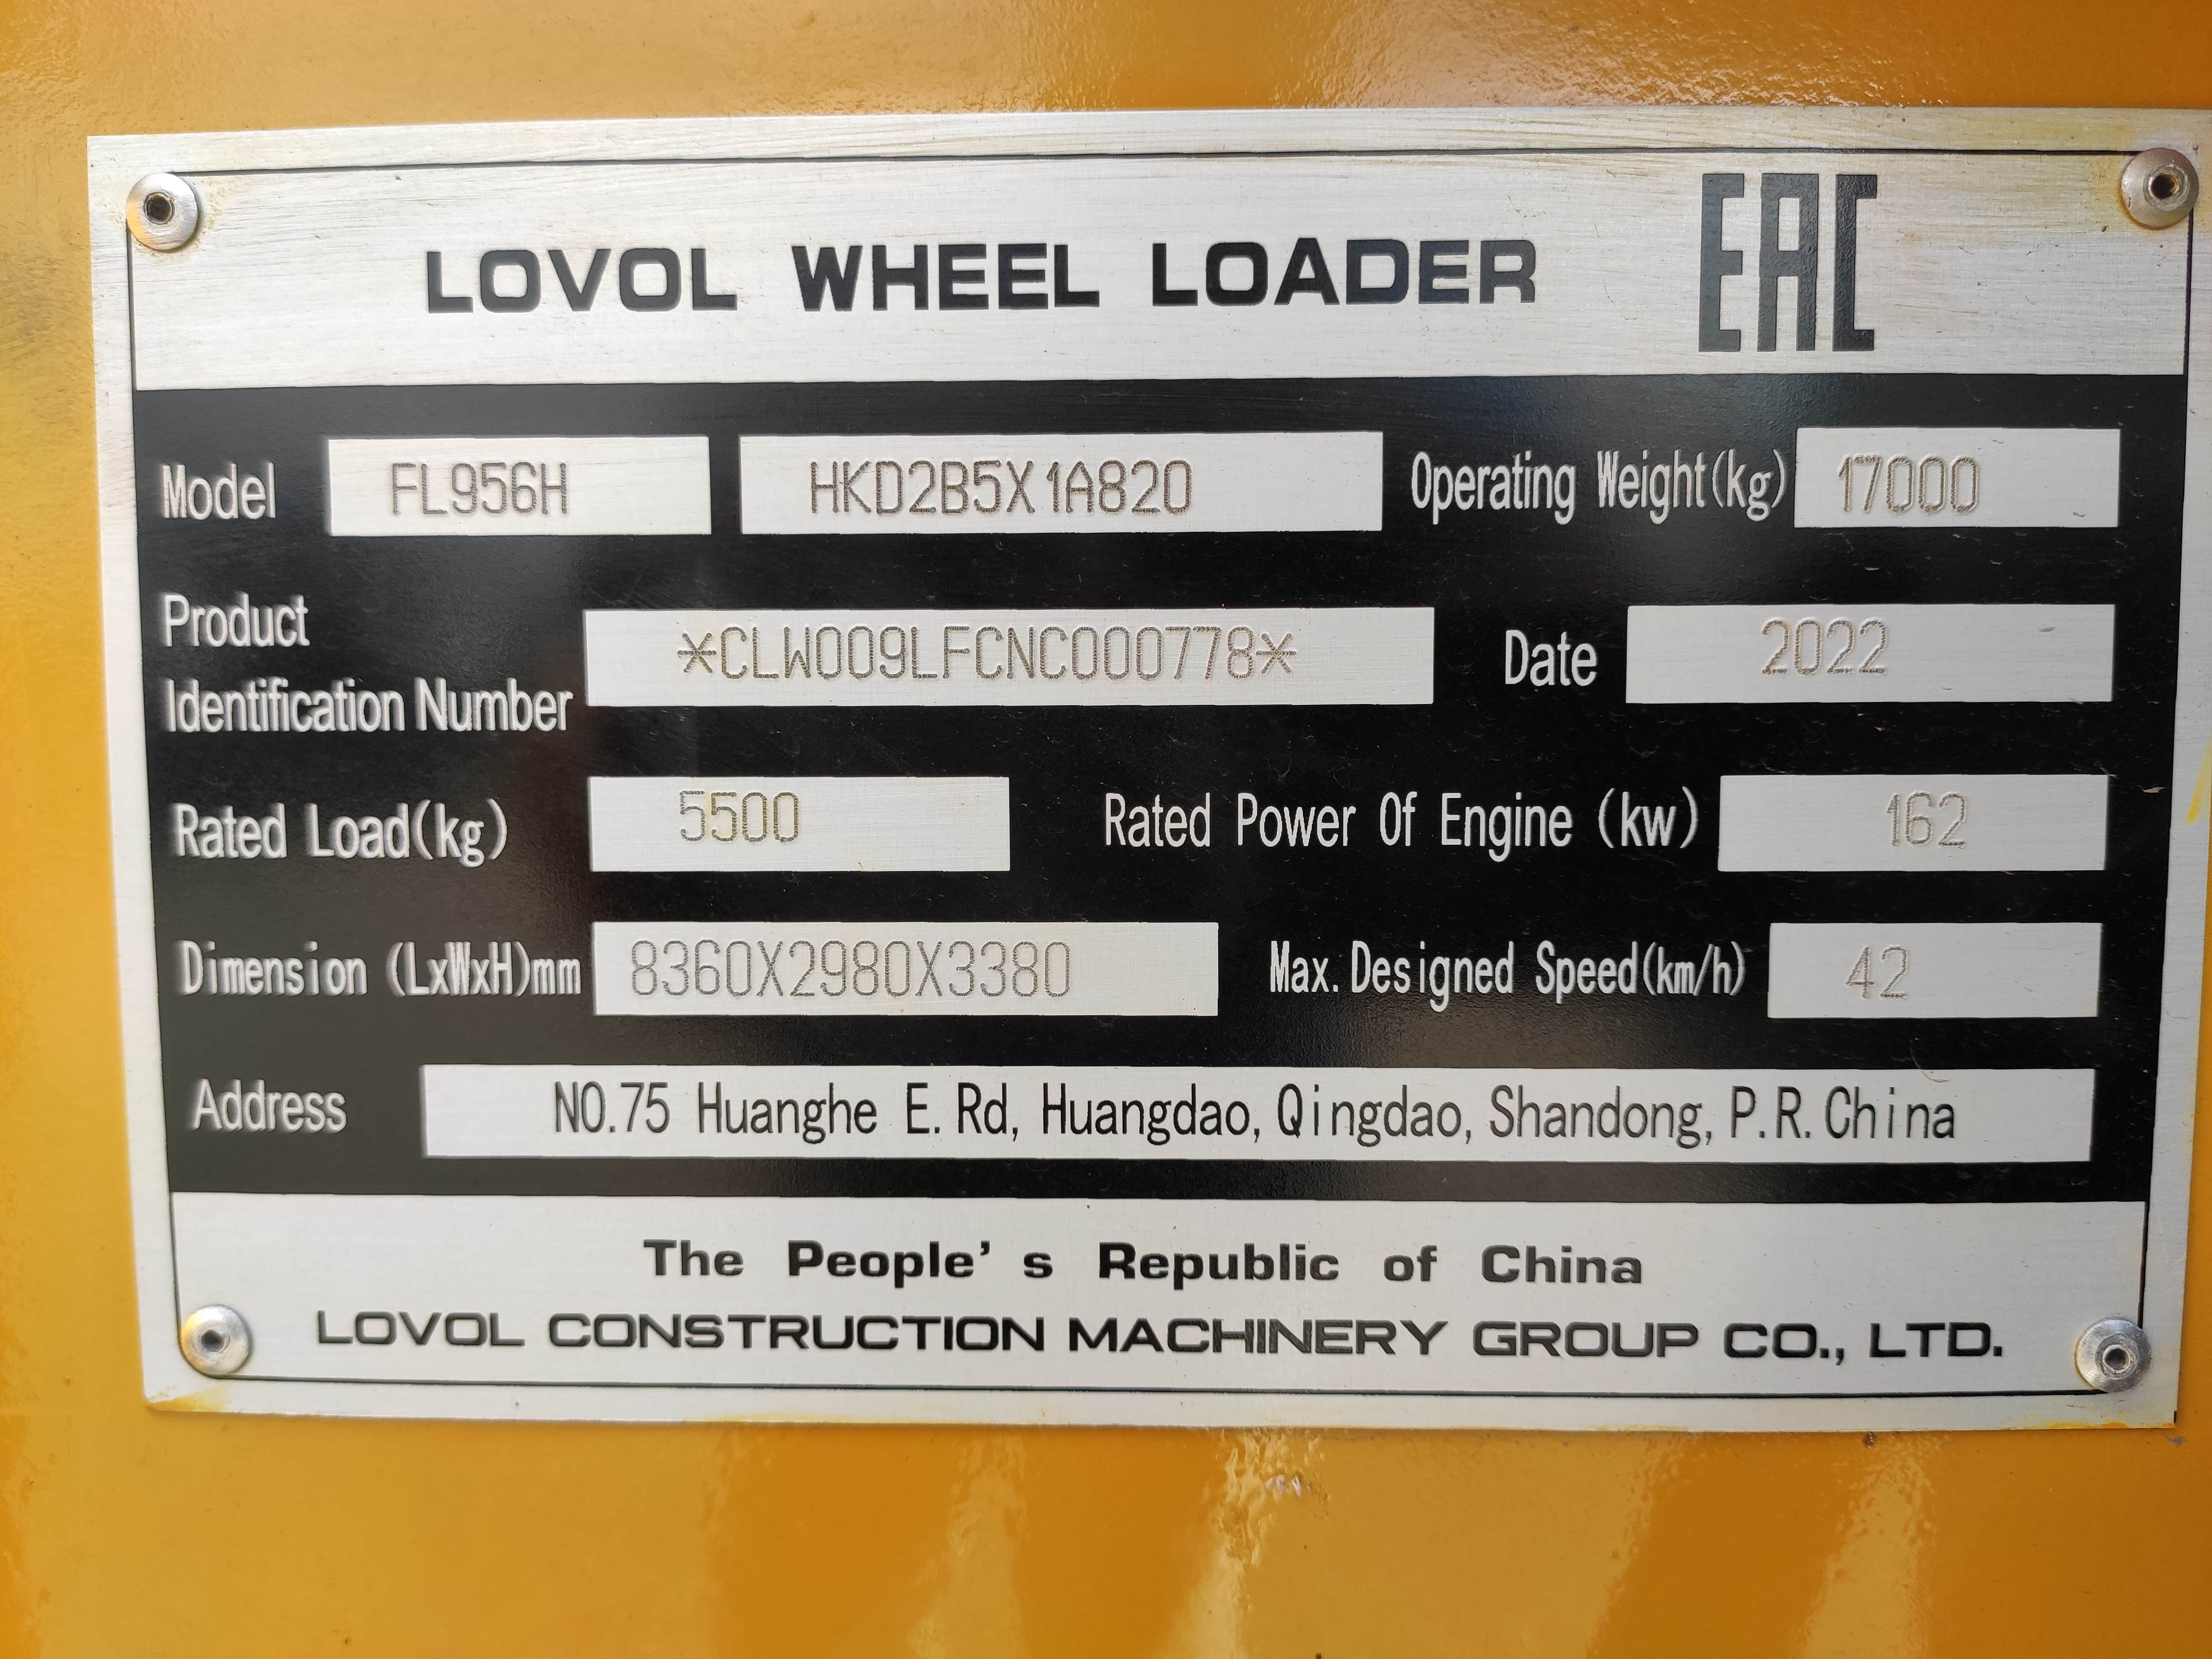 LOVOL WHEEL LOADER EAC
Model FL956H HKD2B5X1A820 Operating Weight(kg) 17000
Product
Identification Number *CLW009LFCNC000778* Date 2022
Rated Load(kg) 5500 Rated Power Of Engine (kw) 162
Dimension (LxWxH)mm 8360X2980X3380 Max. Designed Speed(km/h) 42
Address NO.75 Huanghe E. Rd, Huangdao, Qingdao, Shandong, P.R.China
The People's Republic of China
LOVOL CONSTRUCTION MACHINERY GROUP CO., LTD.